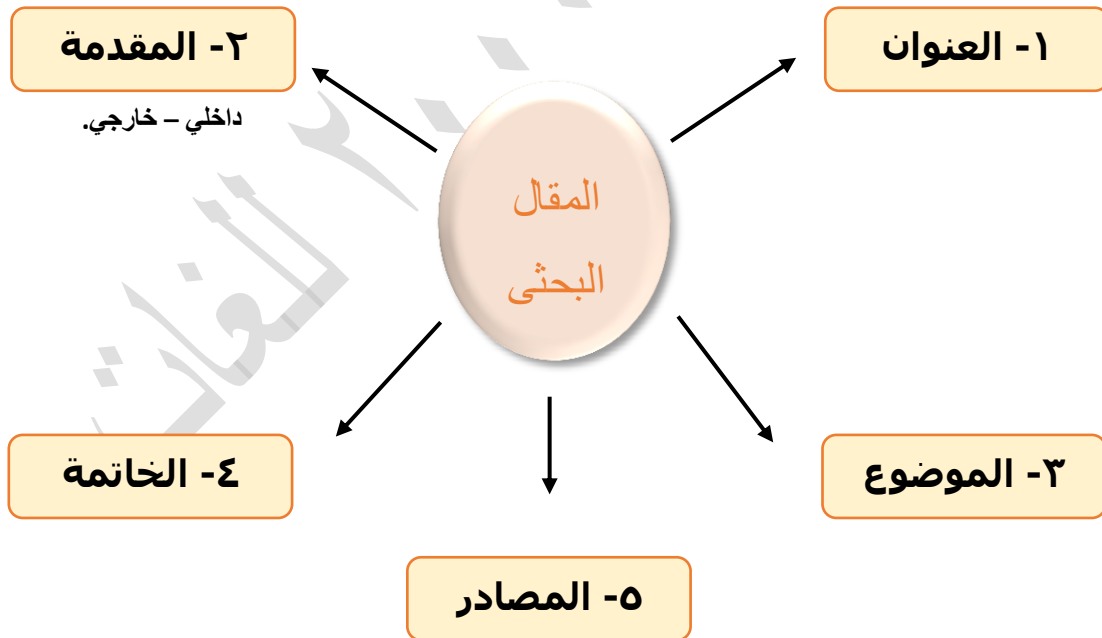 ١- العنوان
٢- المقدمة
داخلي – خارجي.
المقال
البحثى
٣- الموضوع
٤- الخاتمة
٥- المصادر